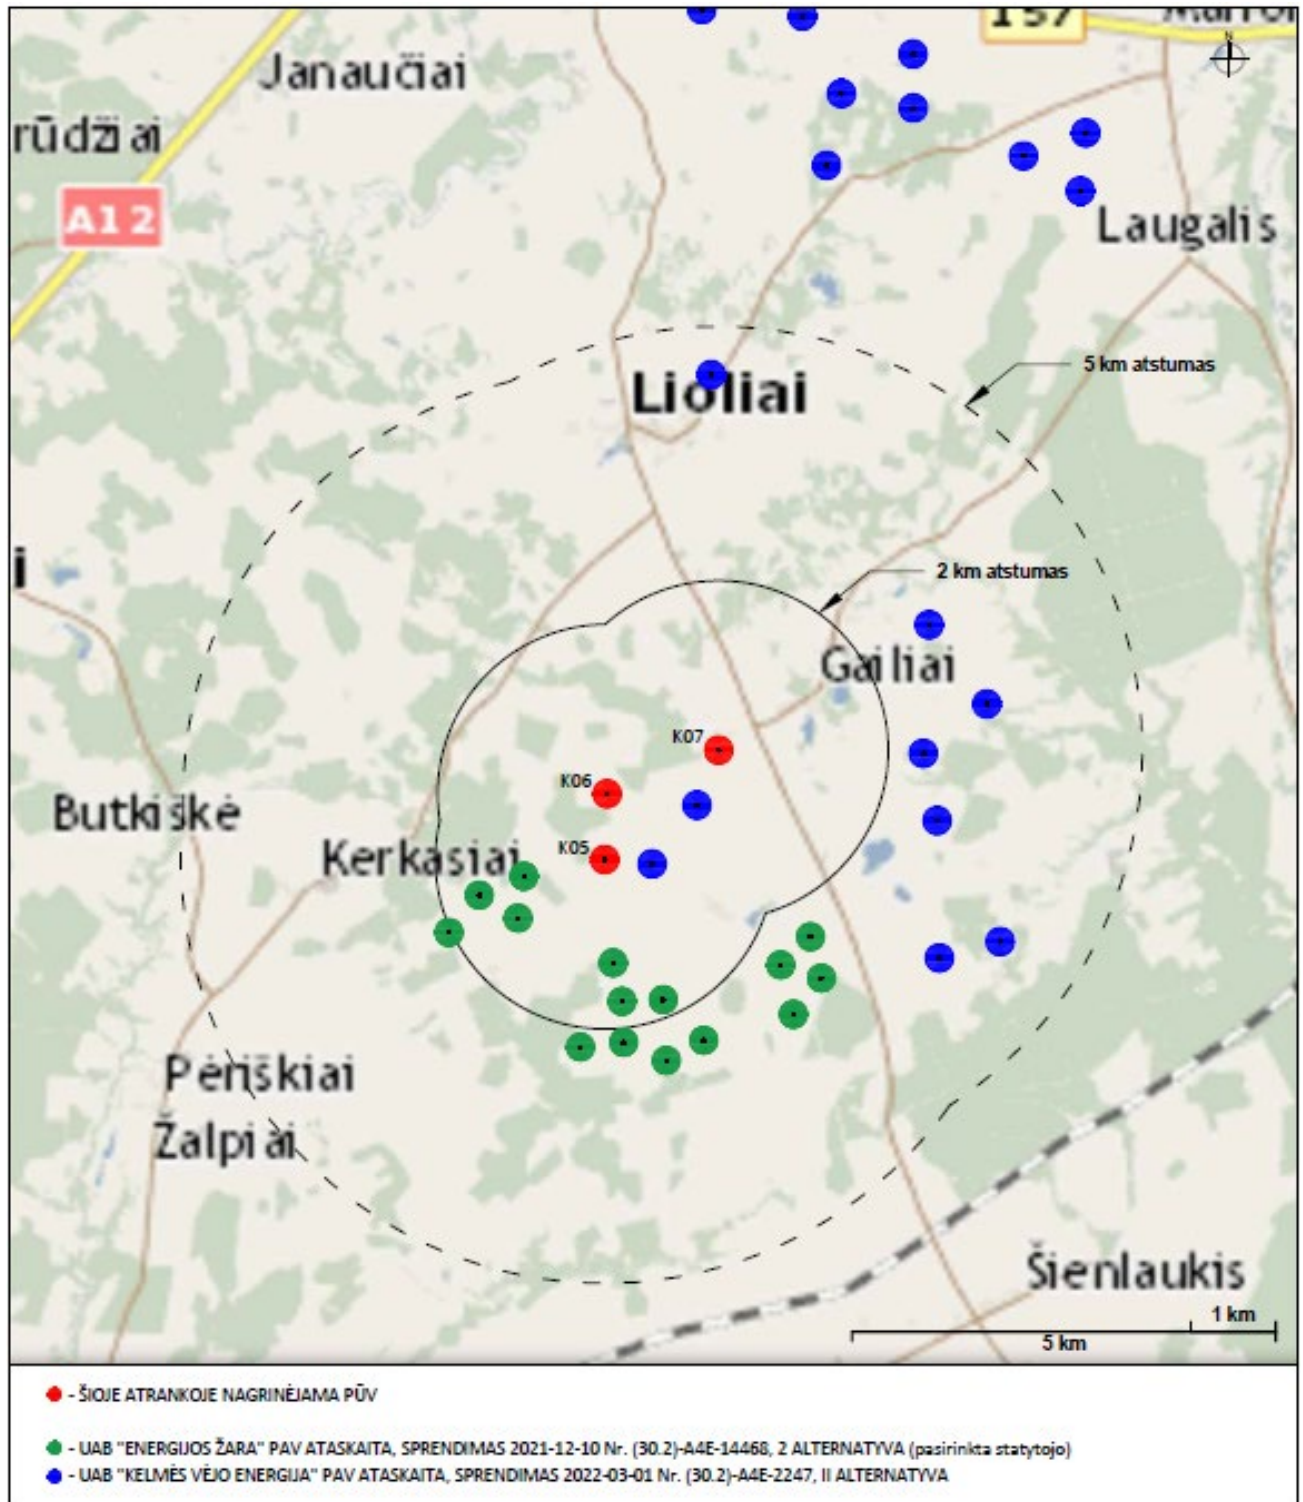 157
N
Janaučiai
rūdžiai
A12
Laugalis
5 km atstumas
Lioliai
2 km atstumas
i
Gailiai
K07
K06
Butkiškė
Kerkasiai
K05
Periškiai
Žalpiai
Šienlaukis
1 km
5 km
- ŠIOJE ATRANKOJE NAGRINĖJAMA PŪV
- UAB "ENERGIJOS ŽARA" PAV ATASKAITA, SPRENDIMAS 2021-12-10 Nr. (30.2)-A4E-14468, 2 ALTERNATYVA (pasirinkta statytojo)
- UAB "KELMĖS VĖJO ENERGIJA" PAV ATASKAITA, SPRENDIMAS 2022-03-01 Nr. (30.2)-A4E-2247, II ALTERNATYVA